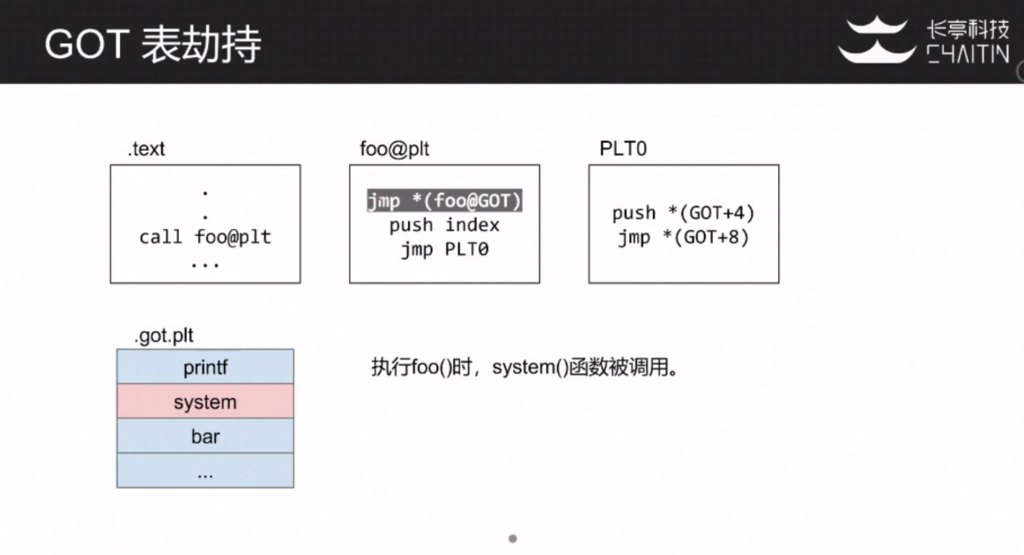 GOT 表劫持
长亭科技
CHAITIN
.text
.
.
call foo@plt
...
foo@plt
jmp *(foo@GOT)
push index
jmp PLT0
PLT0
push *(GOT+4)
jmp *(GOT+8)
.got.plt
printf
system
bar
...
执行foo()时，system()函数被调用。